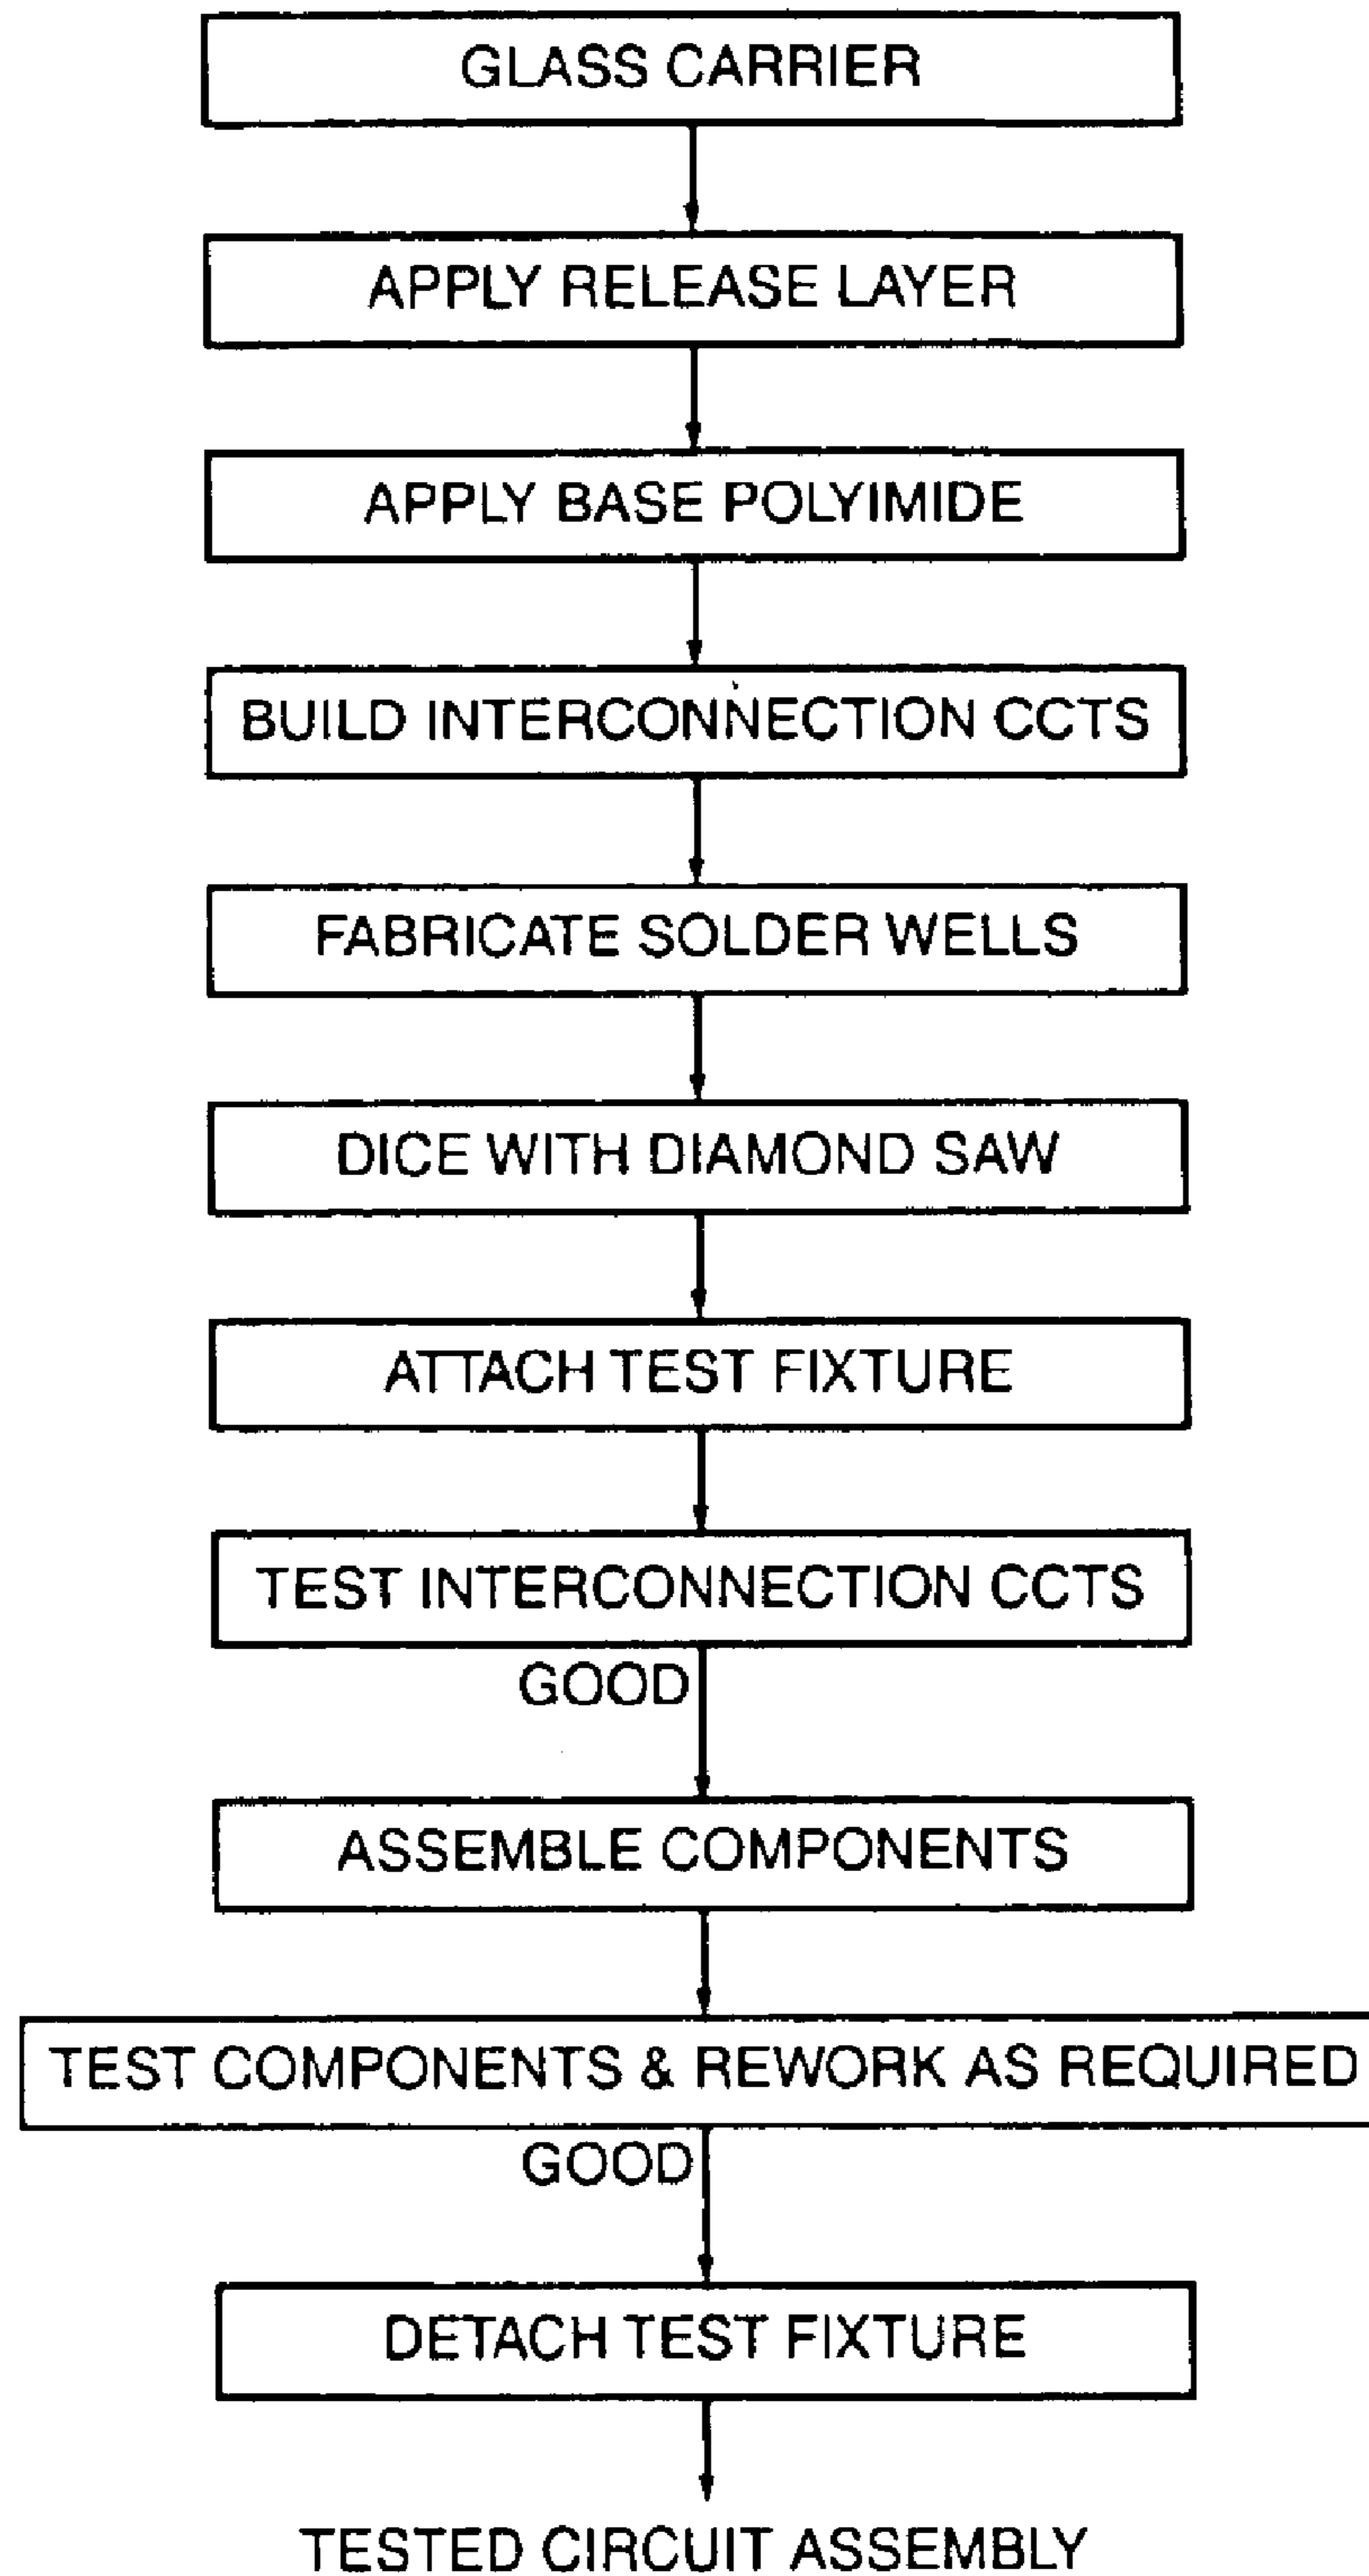 GLASS CARRIER
APPLY RELEASE LAYER
APPLY BASE POLYIMIDE
BUILD INTERCONNECTION CCTS
FABRICATE SOLDER WELLS
DICE WITH DIAMOND SAW
ATTACH TEST FIXTURE
TEST INTERCONNECTION CCTS
GOOD
ASSEMBLE COMPONENTS
TEST COMPONENTS & REWORK AS REQUIRED
GOOD
DETACH TEST FIXTURE
TESTED CIRCUIT ASSEMBLY